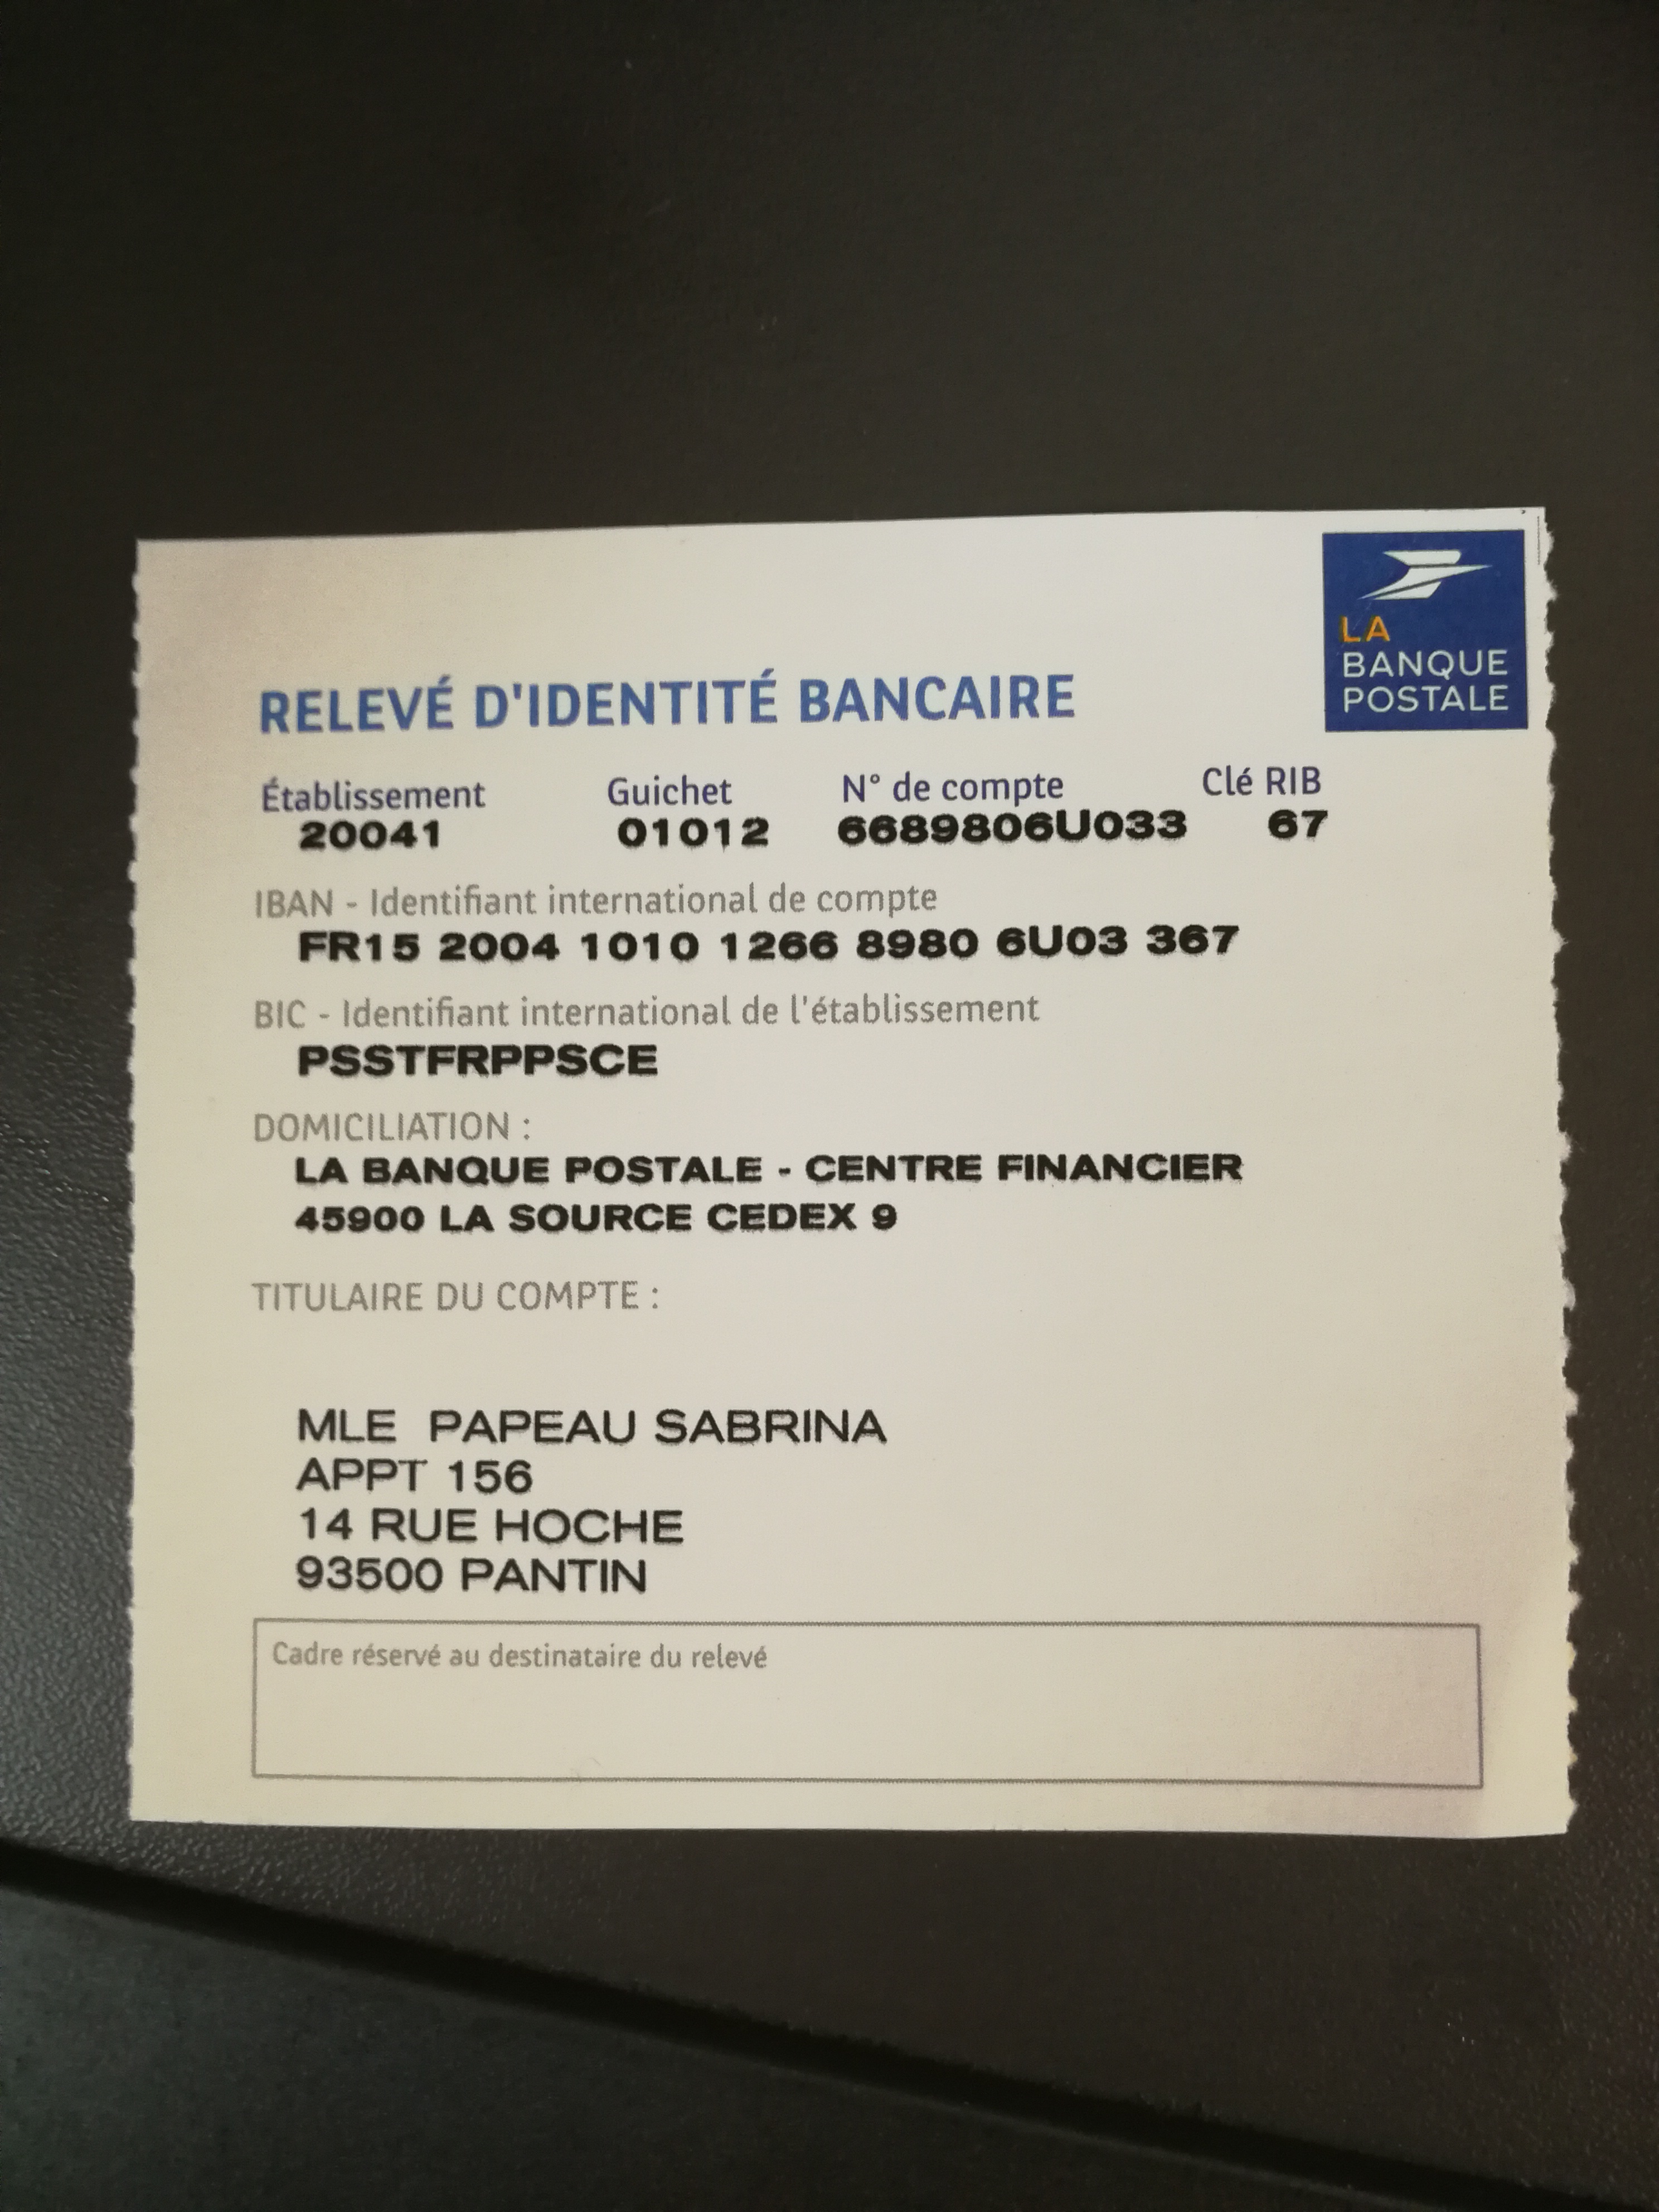 LA
BANQUE
POSTALE
RELEVÉ D'IDENTITÉ BANCAIRE
Établissement Guichet N° de compte Clé RIB
20041 01012 6689806U033 67
IBAN - Identifiant international de compte
FR15 2004 1010 1266 8980 6U03 367
BIC - Identifiant international de l'établissement
PSSTFRPPSCE
DOMICILIATION :
LA BANQUE POSTALE - CENTRE FINANCIER
45900 LA SOURCE CEDEX 9
TITULAIRE DU COMPTE :
MLE PAPEAU SABRINA
APPT 156
14 RUE HOCHE
93500 PANTIN
Cadre réservé au destinataire du relevé